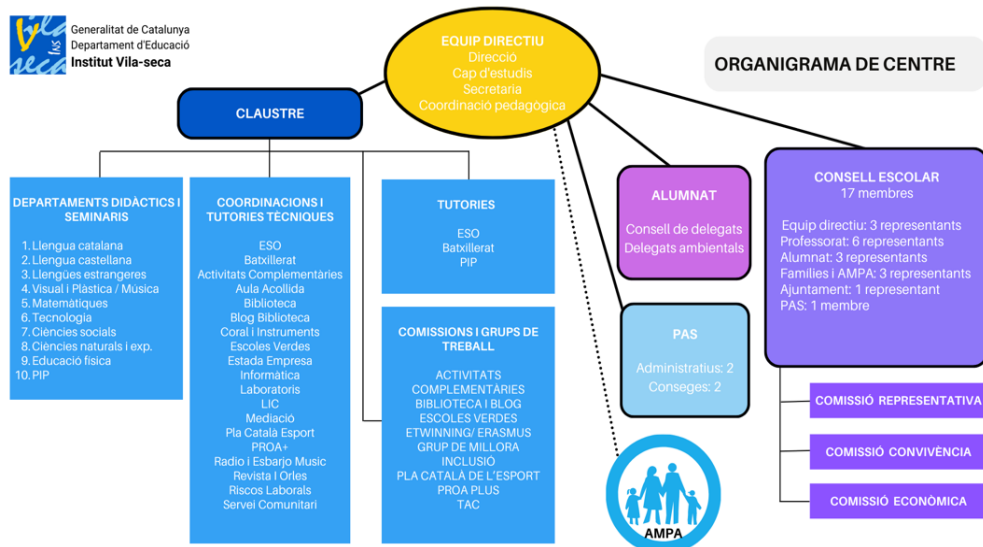 Vila
INS
seca
Generalitat de Catalunya
Departament d'Educació
Institut Vila-seca
EQUIP DIRECTIU
Direcció
Cap d'estudis
Secretaria
Coordinació pedagògica
ORGANIGRAMA DE CENTRE
CLAUSTRE
DEPARTAMENTS DIDÀCTICS I
SEMINARIS
1. Llengua catalana
2. Llengua castellana
3. Llengües estrangeres
4. Visual i Plàstica / Música
5. Matemàtiques
6. Tecnologia
7. Ciències socials
8. Ciències naturals i exp.
9. Educació física
10. PIP
COORDINACIONS I
TUTORIES TÈCNIQUES
ESO
Batxillerat
Activitats Complementàries
Aula Acollida
Biblioteca
Blog Biblioteca
Coral i Instruments
Escoles Verdes
Estada Empresa
Informàtica
Laboratoris
LIC
Mediació
Pla Català Esport
PROA+
Radio i Esbarjo Music
Revista I Orles
Riscos Laborals
Servei Comunitari
TUTORIES
ESO
Batxillerat
PIP
COMISSIONS I GRUPS DE
TREBALL
ACTIVITATS
COMPLEMENTÀRIES
BIBLIOTECA I BLOG
ESCOLES VERDES
ETWINNING/ ERASMUS
GRUP DE MILLORA
INCLUSIÓ
PLA CATALÀ DE L'ESPORT
PROA PLUS
TAC
ALUMNAT
Consell de delegats
Delegats ambientals
PAS
Administratius: 2
Conseges: 2
AMPA
CONSELL ESCOLAR
17 membres
Equip directiu: 3 representants
Professorat: 6 representants
Alumnat: 3 representants
Famílies i AMPA: 3 representants
Ajuntament: 1 representant
PAS: 1 membre
COMISSIÓ REPRESENTATIVA
COMISSIÓ CONVIVÈNCIA
COMISSIÓ ECONÒMICA